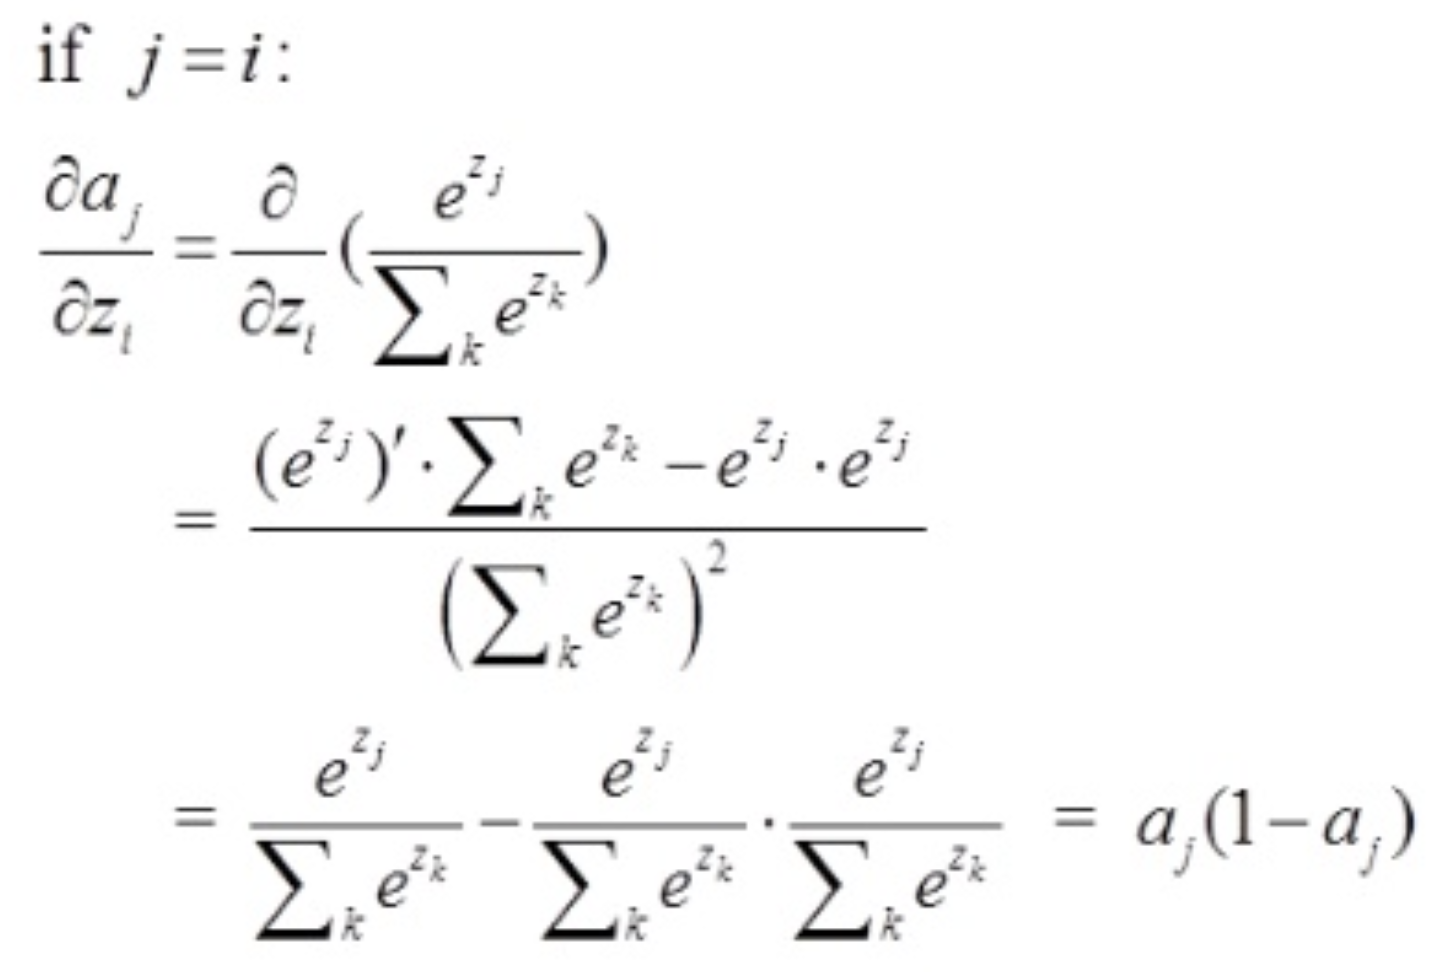 if j = i :
∂a_j/∂z_i = ∂/∂z_i ( e^{z_j} / ∑_k e^{z_k} )
= ( (e^{z_j})′ · ∑_k e^{z_k} − e^{z_j} · e^{z_j} ) / ( ∑_k e^{z_k} )^2
= e^{z_j} / ∑_k e^{z_k} − e^{z_j} / ∑_k e^{z_k} · e^{z_j} / ∑_k e^{z_k} = a_j(1 − a_j)